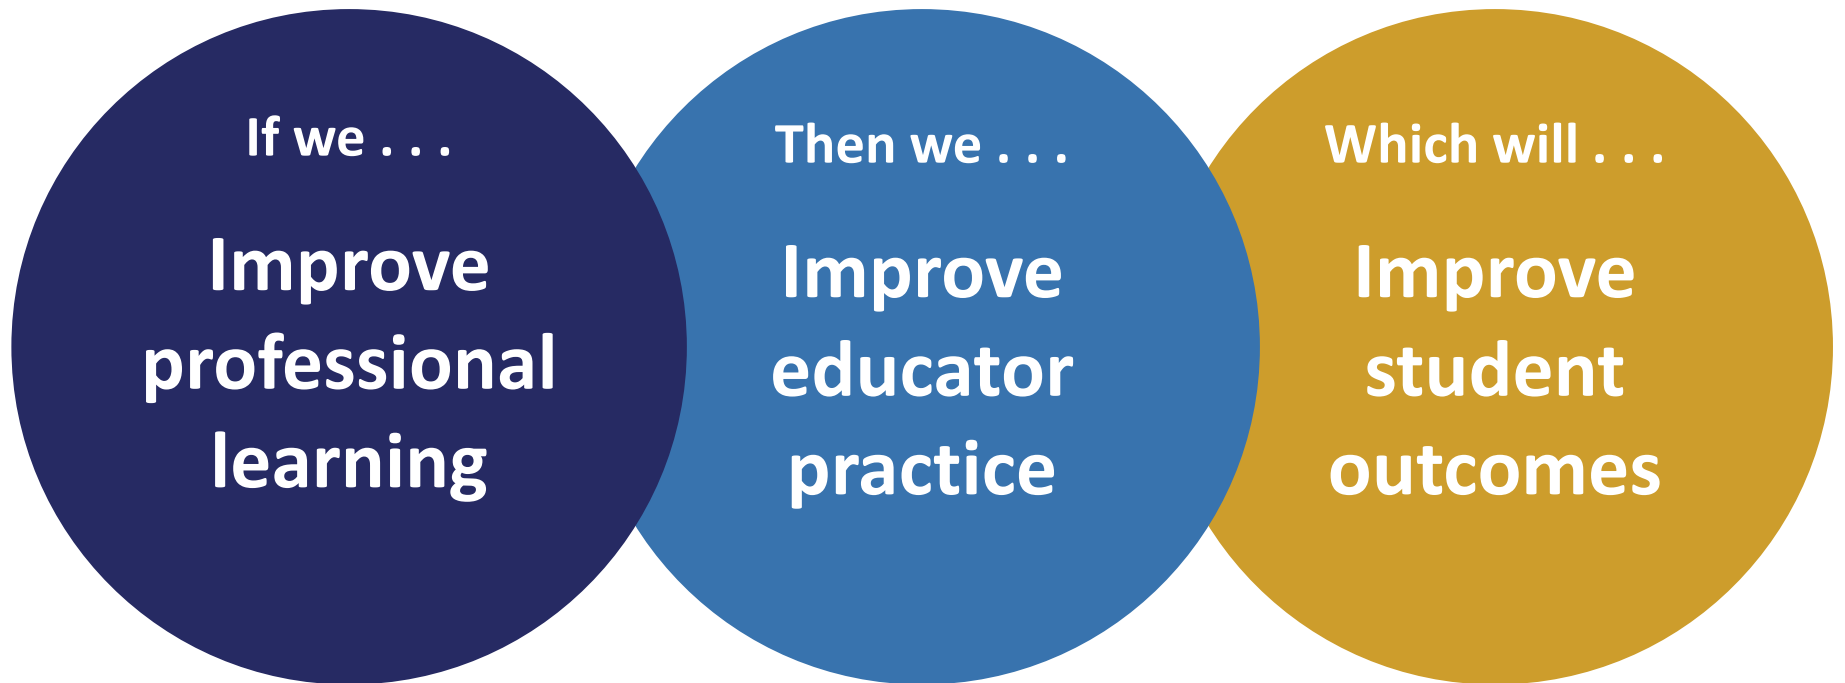 If we . . .
Improve
professional
learning
Then we . . .
Improve
educator
practice
Which will . . .
Improve
student
outcomes